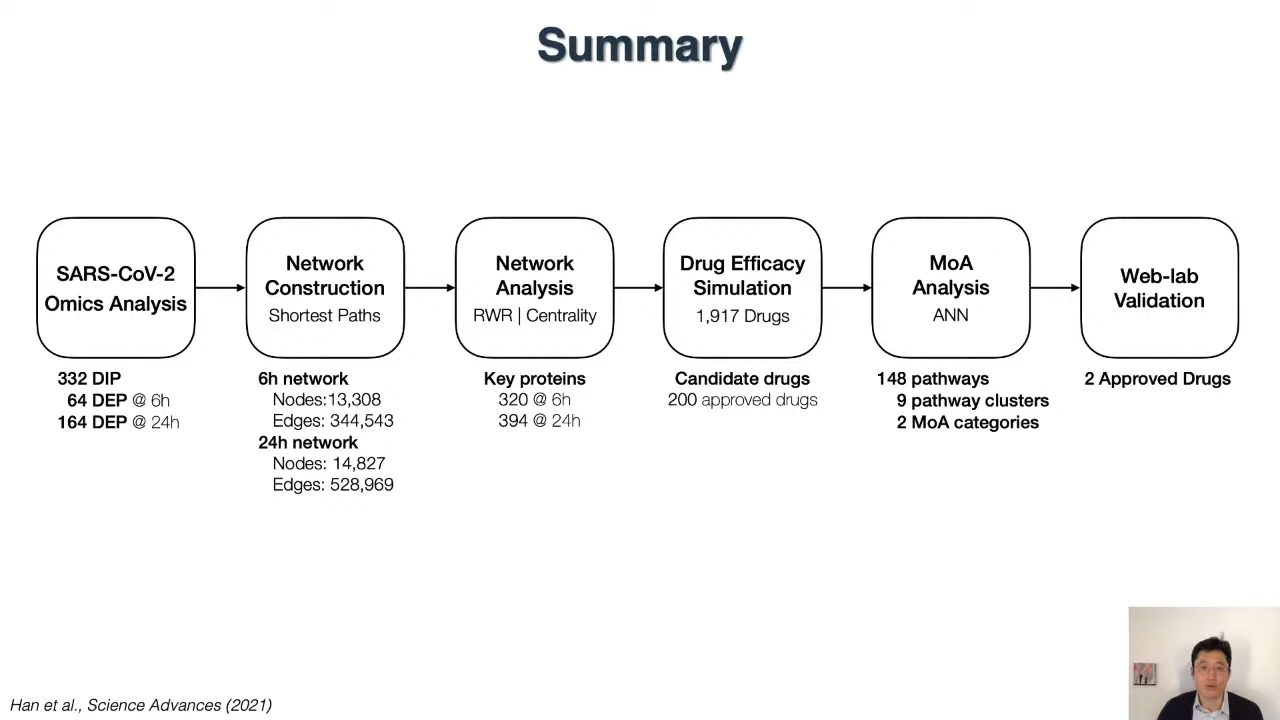 Summary
SARS-CoV-2
Omics Analysis
332 DIP
64 DEP @ 6h
164 DEP @ 24h
Network
Construction
Shortest Paths
6h network
Nodes:13,308
Edges: 344,543
24h network
Nodes: 14,827
Edges: 528,969
Network
Analysis
RWR | Centrality
Key proteins
320 @ 6h
394 @ 24h
Drug Efficacy
Simulation
1,917 Drugs
Candidate drugs
200 approved drugs
MoA
Analysis
ANN
148 pathways
9 pathway clusters
2 MoA categories
Web-lab
Validation
2 Approved Drugs
Han et al., Science Advances (2021)